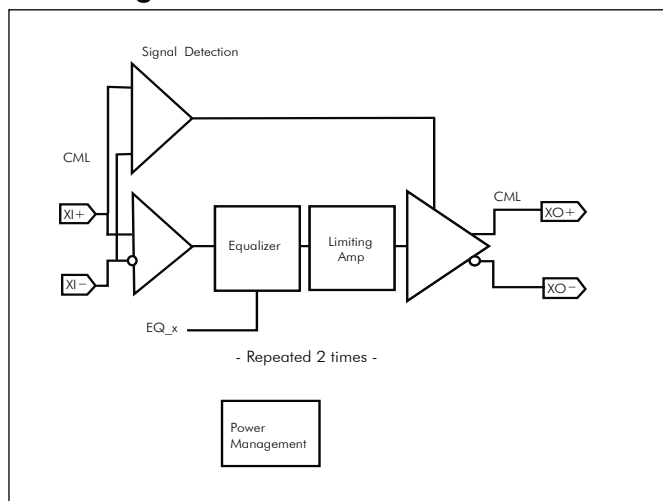 Signal Detection
CML
XI+
XI−
CML
XO+
XO−
Equalizer
Limiting
Amp
EQ_x
- Repeated 2 times -
Power
Management